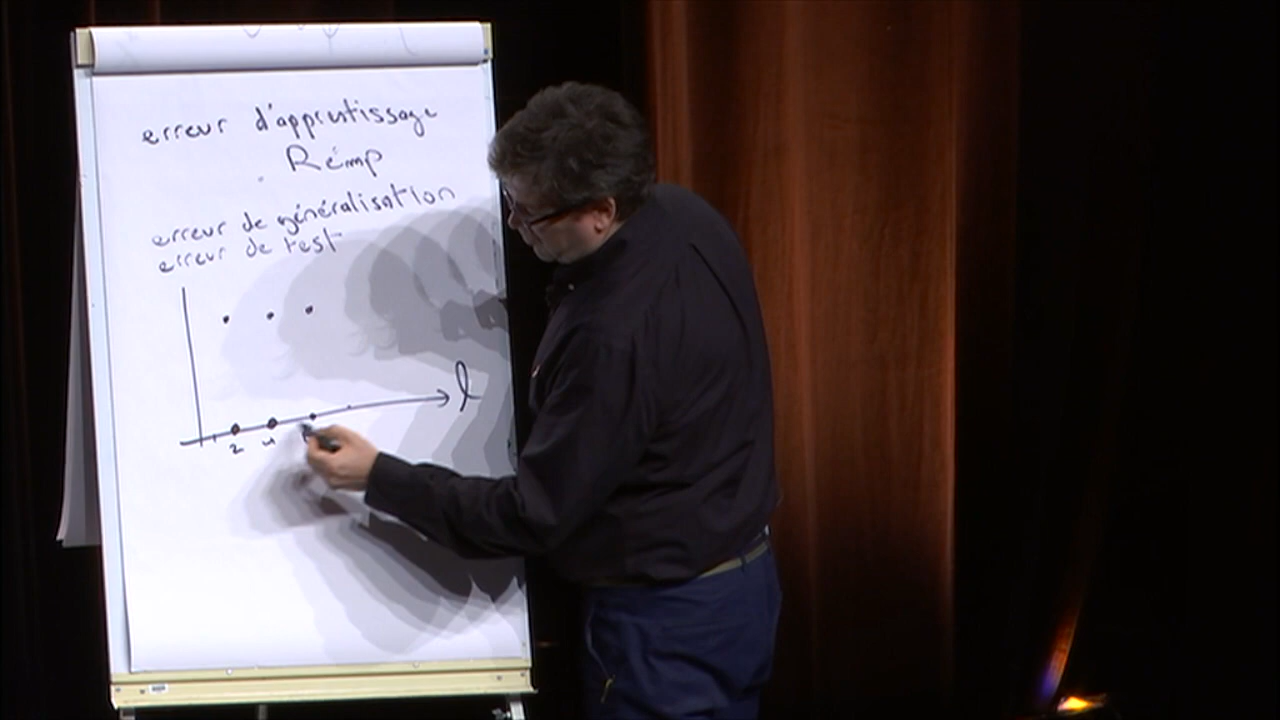 erreur d'apprentissage
Rémp
erreur de généralisation
erreur de test
l
2 4